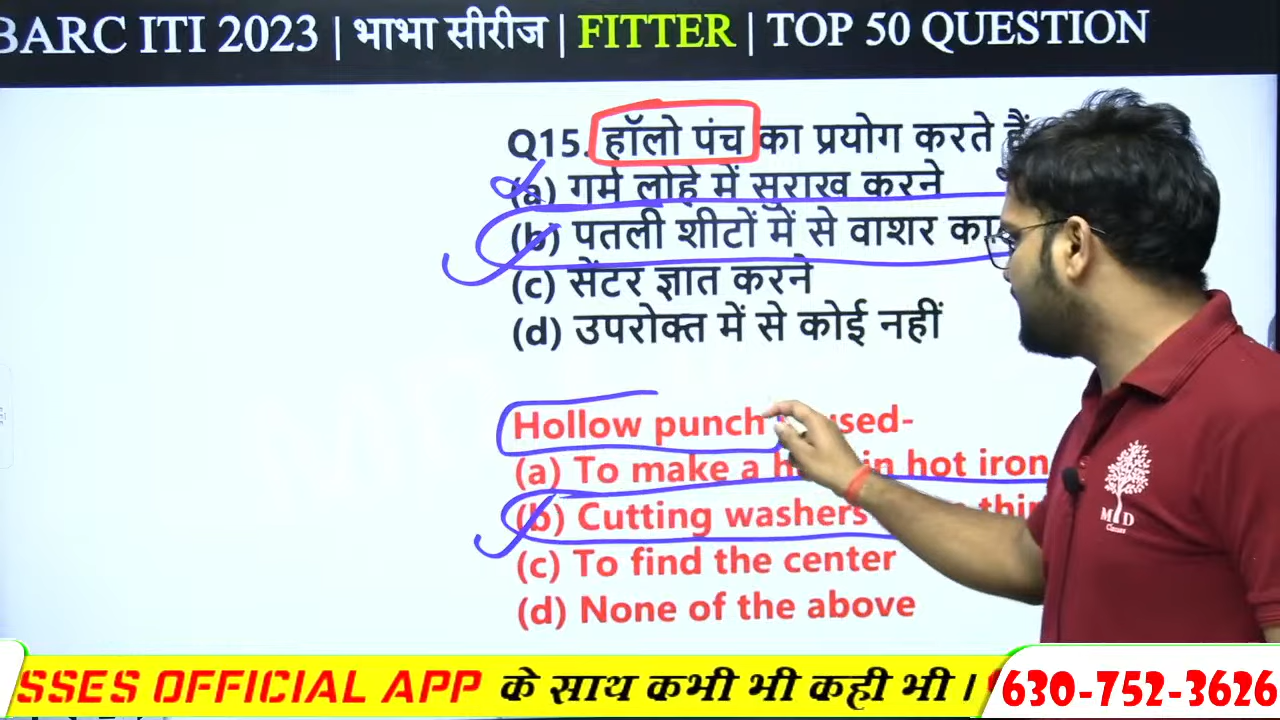 BARC ITI 2023 | भाभा सीरीज | FITTER | TOP 50 QUESTION
Q15. हॉलो पंच का प्रयोग करते हैं
(a) गर्म लोहे में सुराख करने
(b) पतली शीटों में से वाशर
(c) सेंटर ज्ञात करने
(d) उपरोक्त में से कोई नहीं
Hollow punch used-
(a) To make a in hot iron
(b) Cutting washers
(c) To find the center
(d) None of the above
M D
Classes
SSES OFFICIAL APP के साथ कभी भी कही भी ।
630-752-3626